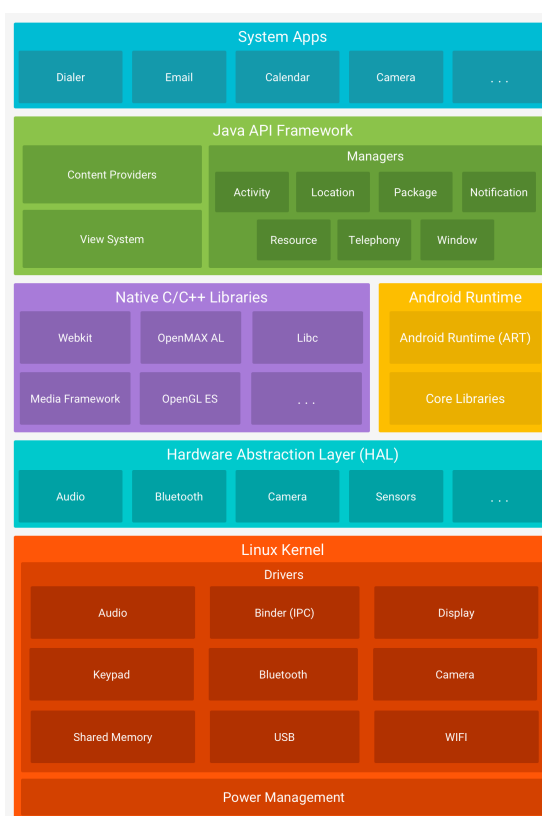 System Apps
Dialer
Email
Calendar
Camera
. . .
Java API Framework
Content Providers
View System
Managers
Activity
Location
Package
Notification
Resource
Telephony
Window
Native C/C++ Libraries
Webkit
OpenMAX AL
Libc
Media Framework
OpenGL ES
. . .
Android Runtime
Android Runtime (ART)
Core Libraries
Hardware Abstraction Layer (HAL)
Audio
Bluetooth
Camera
Sensors
. . .
Linux Kernel
Drivers
Audio
Binder (IPC)
Display
Keypad
Bluetooth
Camera
Shared Memory
USB
WIFI
Power Management